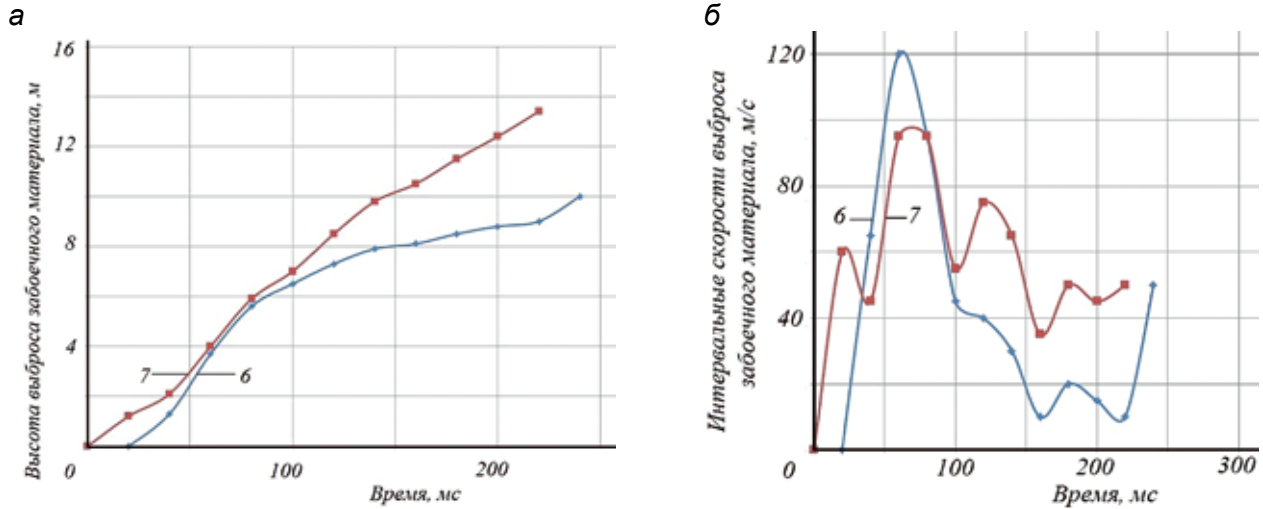 а
Высота выброса забоечного материала, м
16
12
8
4
0
100
200
7
6
Время, мс
б
Интервальные скорости выброса
забоечного материала, м/с
120
80
40
0
100
200
300
6
7
Время, мс